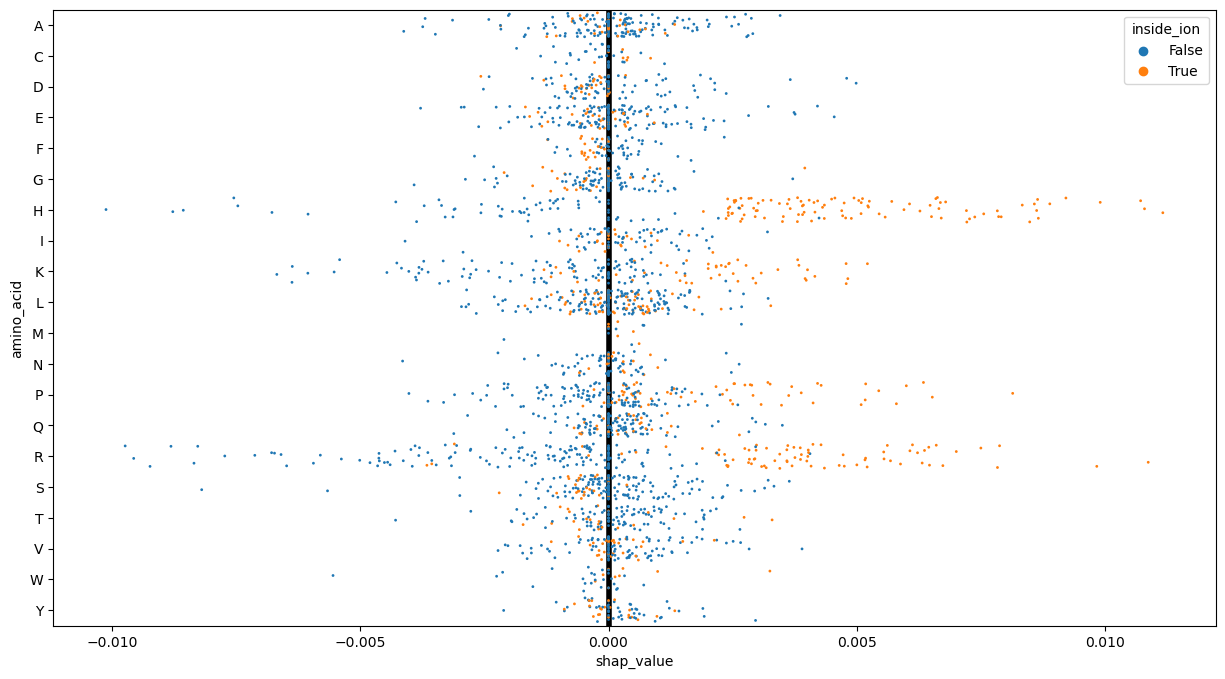 inside_ion
False
True
amino_acid
A
C
D
E
F
G
H
I
K
L
M
N
P
Q
R
S
T
V
W
Y
−0.010
−0.005
0.000
0.005
0.010
shap_value